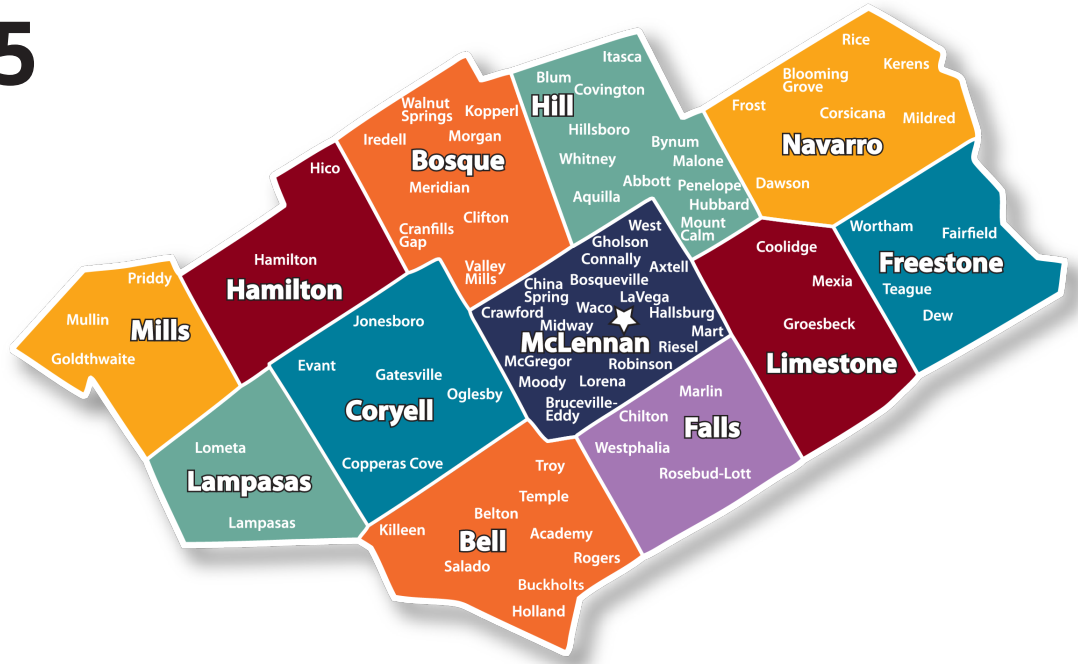 5
Rice
Kerens
Blooming
Grove
Frost
Corsicana
Mildred
Navarro
Dawson
Itasca
Blum
Covington
Hill
Hillsboro
Bynum
Whitney
Malone
Abbott
Penelope
Aquilla
Hubbard
Mount
Calm
Walnut
Springs
Kopperl
Iredell
Morgan
Bosque
Meridian
Clifton
Cranfills
Gap
Valley
Mills
Hico
Hamilton
Hamilton
Priddy
Mullin
Mills
Goldthwaite
Wortham
Fairfield
Freestone
Teague
Dew
Coolidge
Mexia
Groesbeck
Limestone
West
Gholson
Connally
Axtell
Bosqueville
China
Spring
LaVega
Waco
Crawford
Hallsburg
Midway
Mart
McLennan
Riesel
McGregor
Robinson
Moody
Lorena
Bruceville-
Eddy
Jonesboro
Evant
Gatesville
Oglesby
Coryell
Copperas Cove
Marlin
Chilton
Falls
Westphalia
Rosebud-Lott
Lometa
Lampasas
Lampasas
Troy
Temple
Belton
Killeen
Academy
Bell
Rogers
Salado
Buckholts
Holland